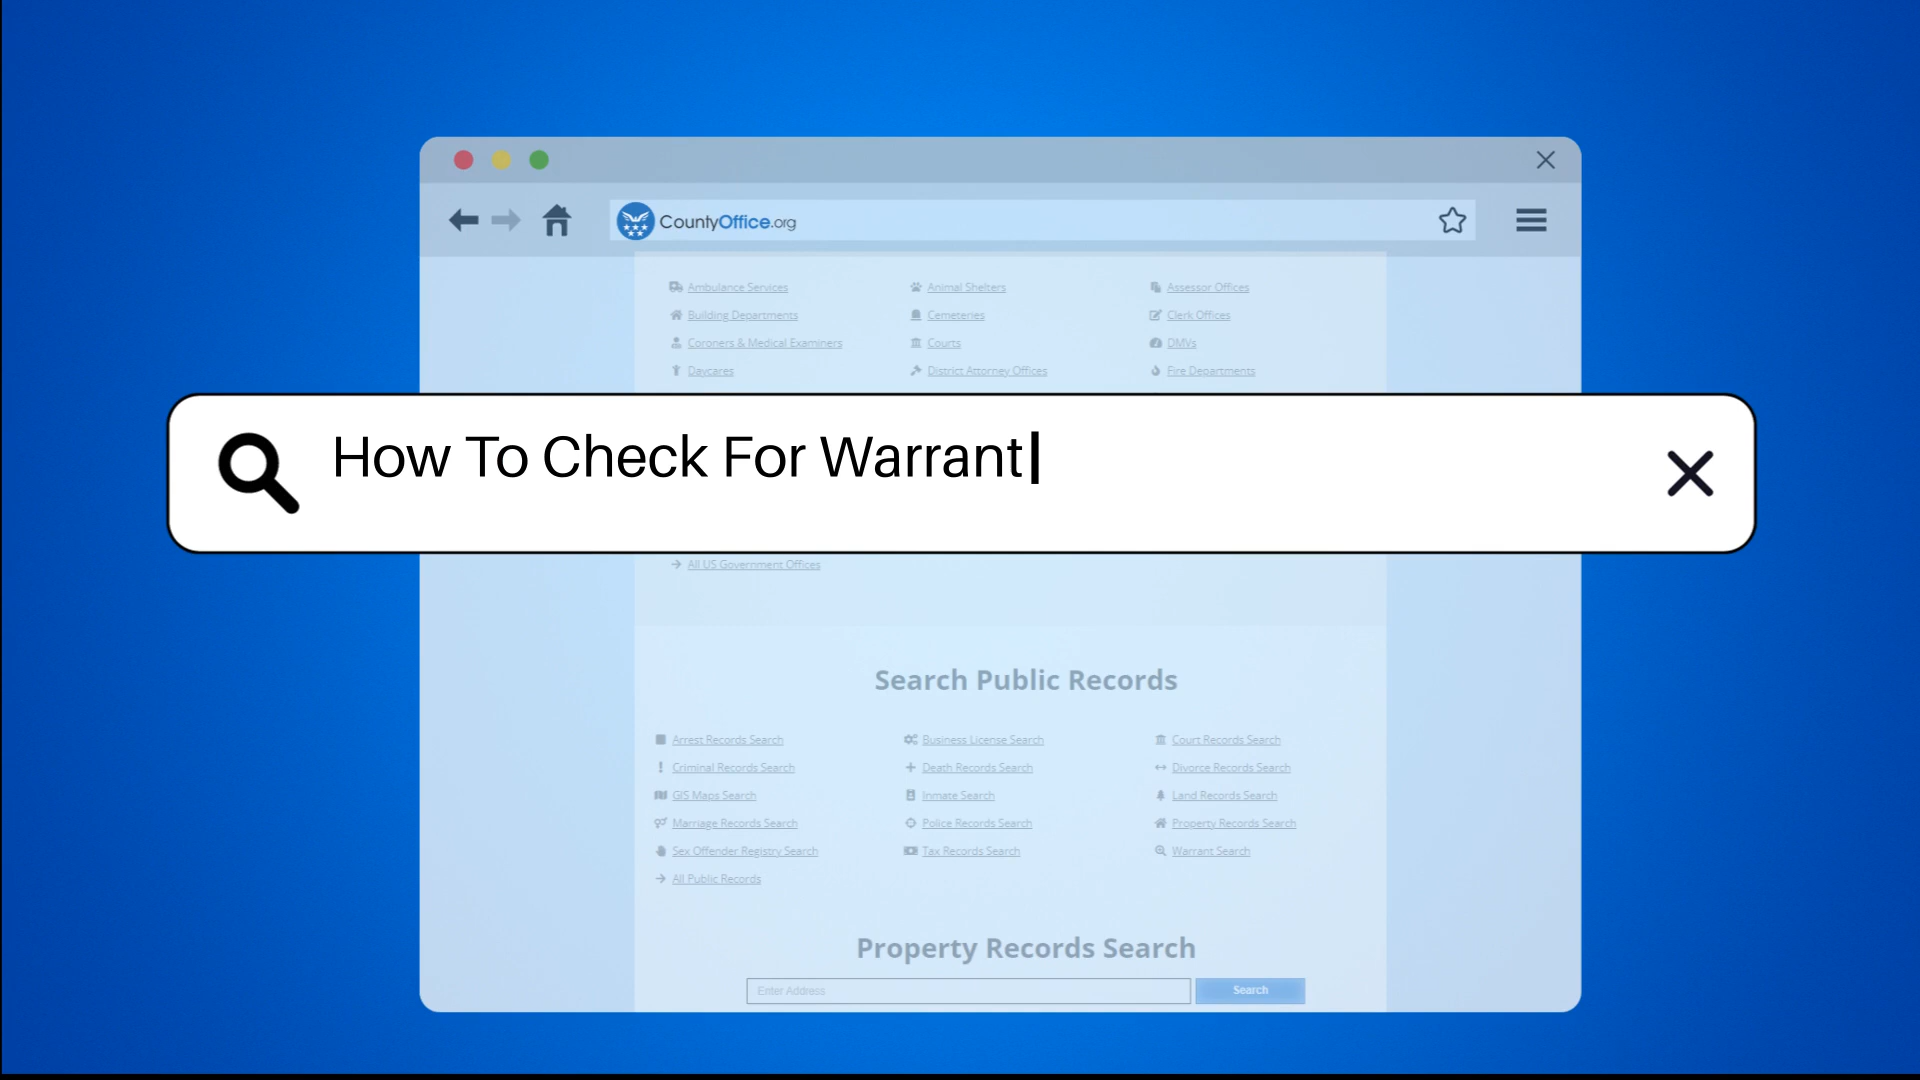 CountyOffice.org
Ambulance Services Animal Shelters Assessor Offices
Building Departments Cemeteries Clerk Offices
Coroners & Medical Examiners Courts DMVs
Daycares District Attorney Offices Fire Departments
How To Check For Warrant
All US Government Offices
Search Public Records
Arrest Records Search Business License Search Court Records Search
Criminal Records Search Death Records Search Divorce Records Search
GIS Maps Search Inmate Search Land Records Search
Marriage Records Search Police Records Search Property Records Search
Sex Offender Registry Search Tax Records Search Warrant Search
All Public Records
Property Records Search
Enter Address Search